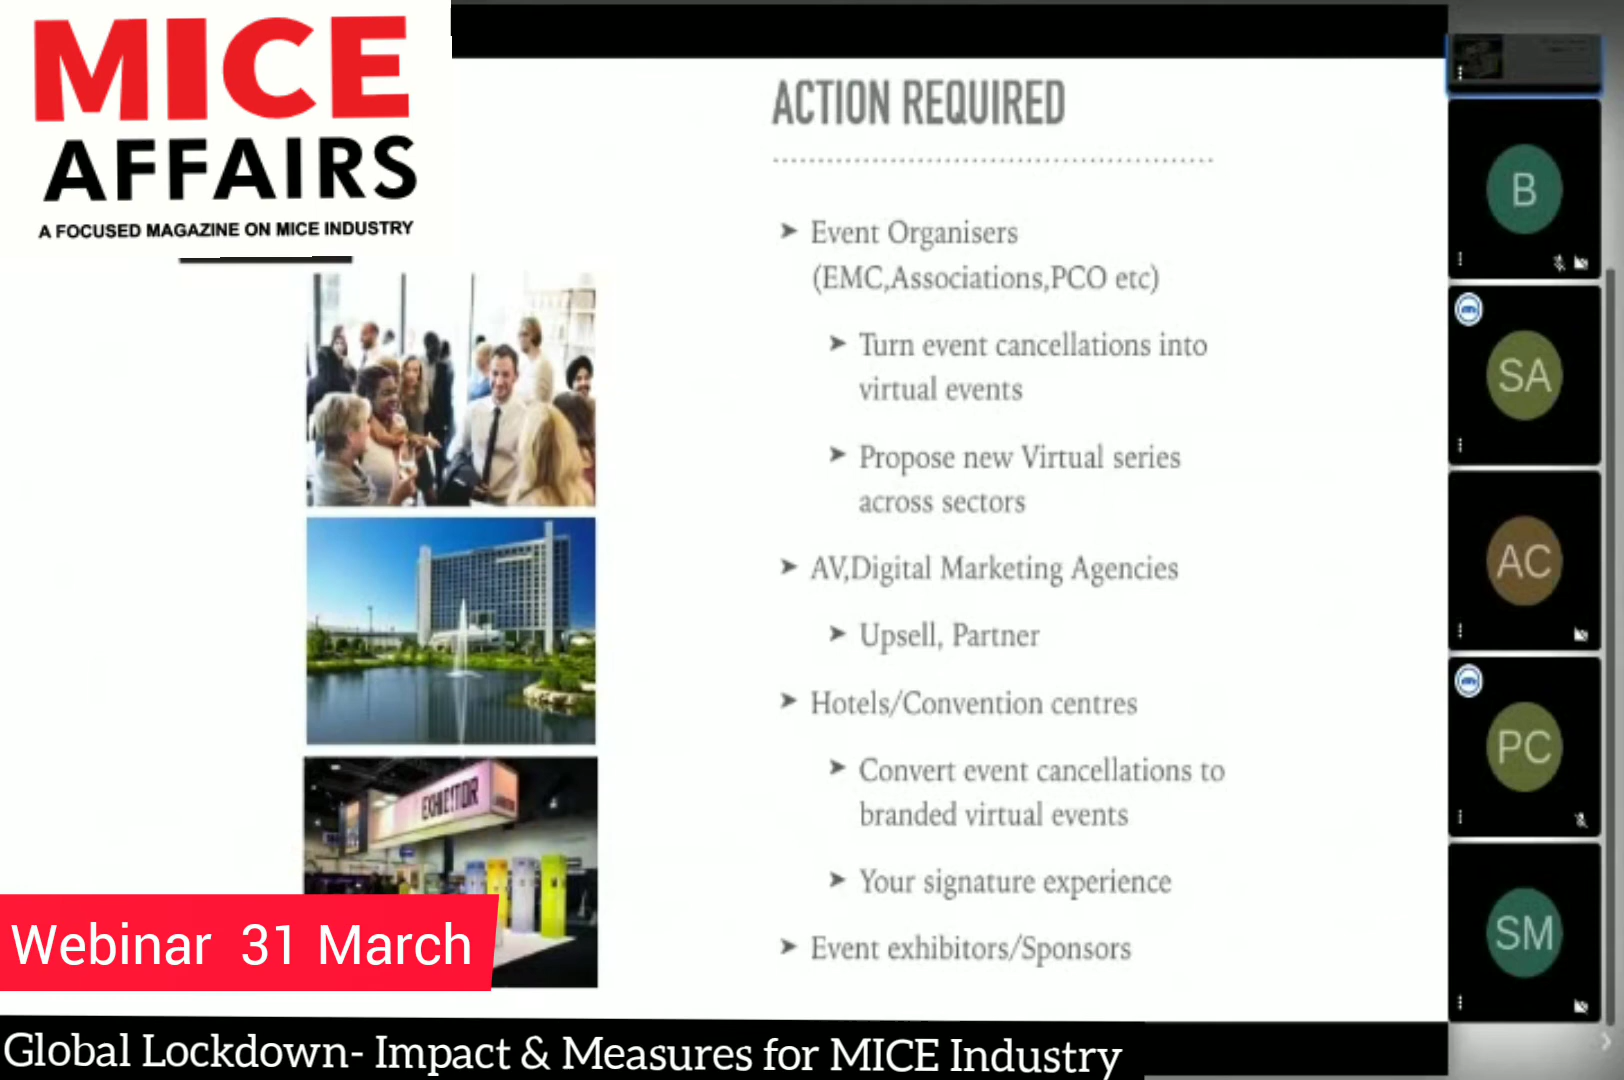 MICE
AFFAIRS
A FOCUSED MAGAZINE ON MICE INDUSTRY
ACTION REQUIRED
Event Organisers
(EMC,Associations,PCO etc)
Turn event cancellations into
virtual events
Propose new Virtual series
across sectors
AV,Digital Marketing Agencies
Upsell, Partner
Hotels/Convention centres
Convert event cancellations to
branded virtual events
Your signature experience
Event exhibitors/Sponsors
EXHIBITOR
B
SA
AC
PC
SM
Webinar 31 March
Global Lockdown- Impact & Measures for MICE Industry